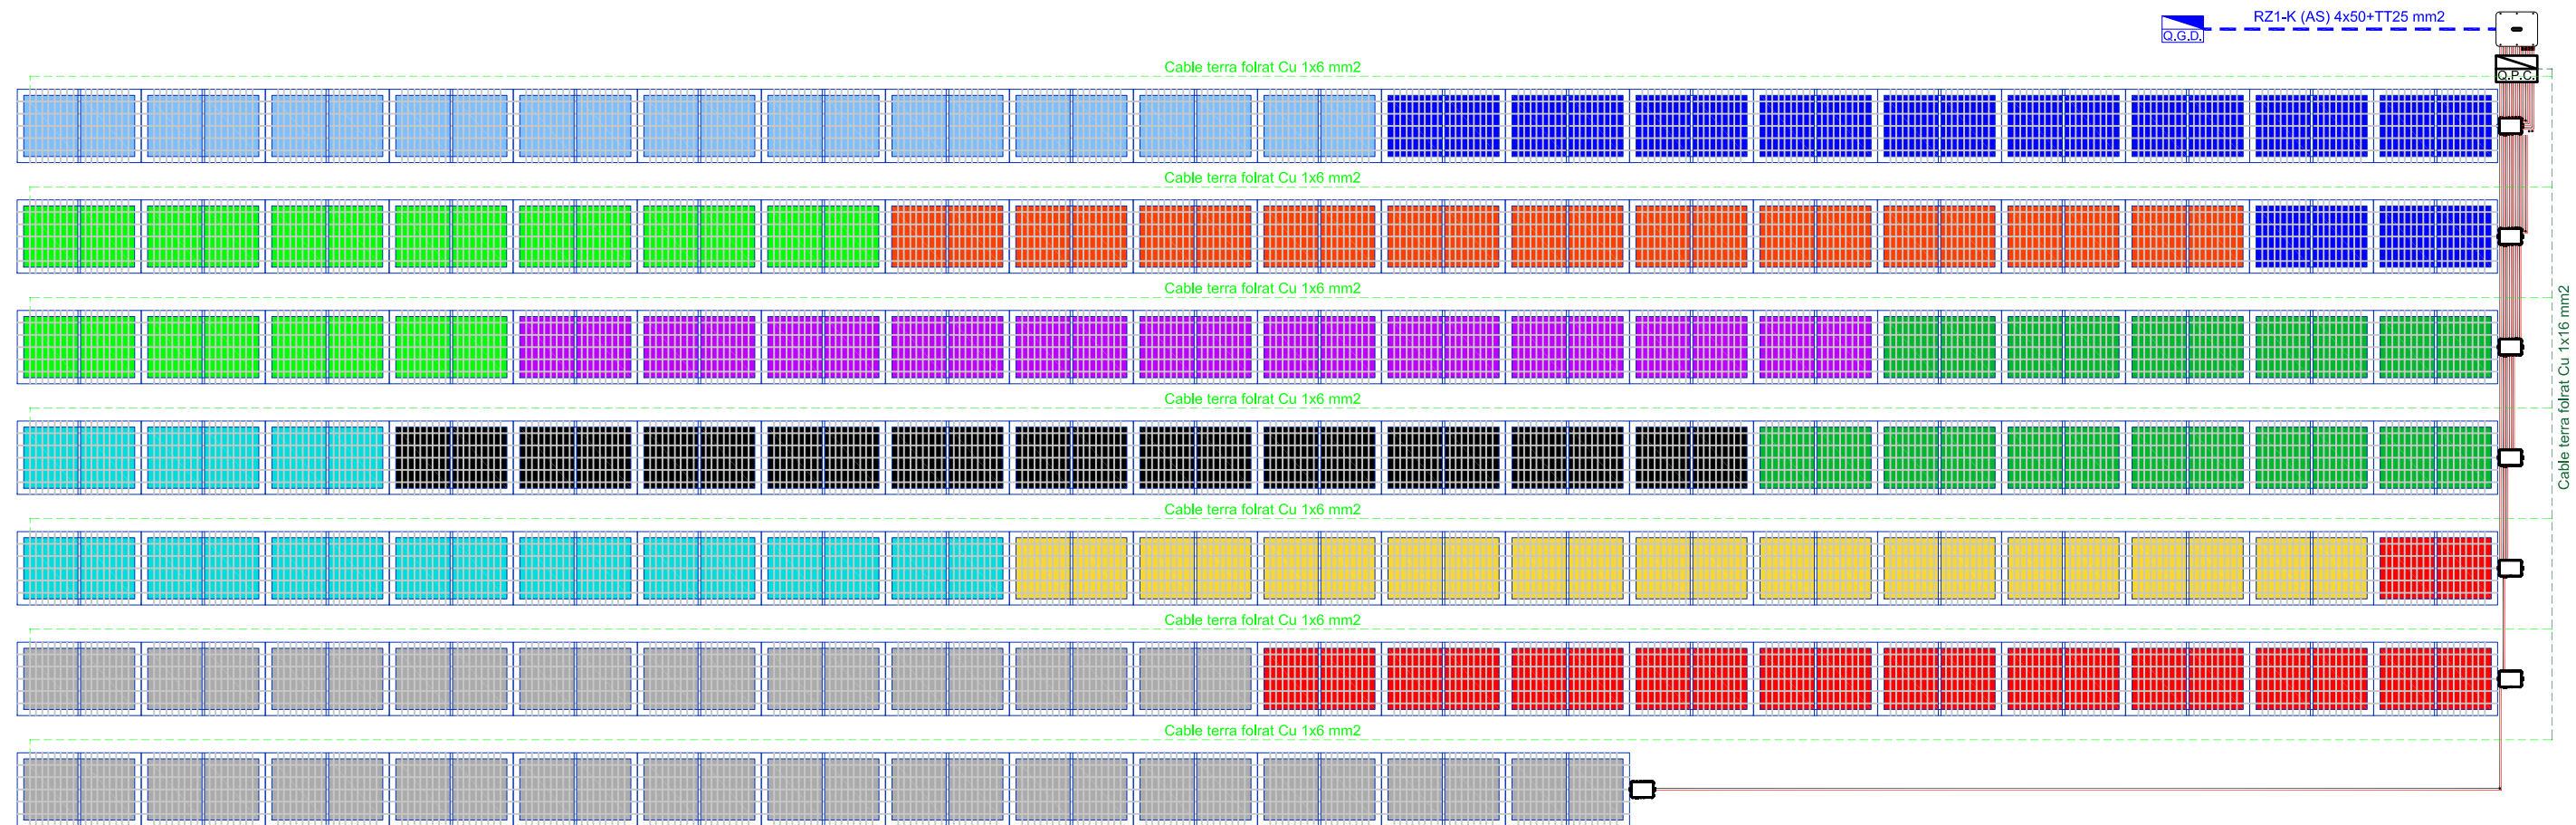 RZ1-K (AS) 4x50+TT25 mm2
Q.G.D.
Q.P.C.
Cable terra folrat Cu 1x6 mm2
Cable terra folrat Cu 1x6 mm2
Cable terra folrat Cu 1x6 mm2
Cable terra folrat Cu 1x16 mm2
Cable terra folrat Cu 1x6 mm2
Cable terra folrat Cu 1x6 mm2
Cable terra folrat Cu 1x6 mm2
Cable terra folrat Cu 1x6 mm2